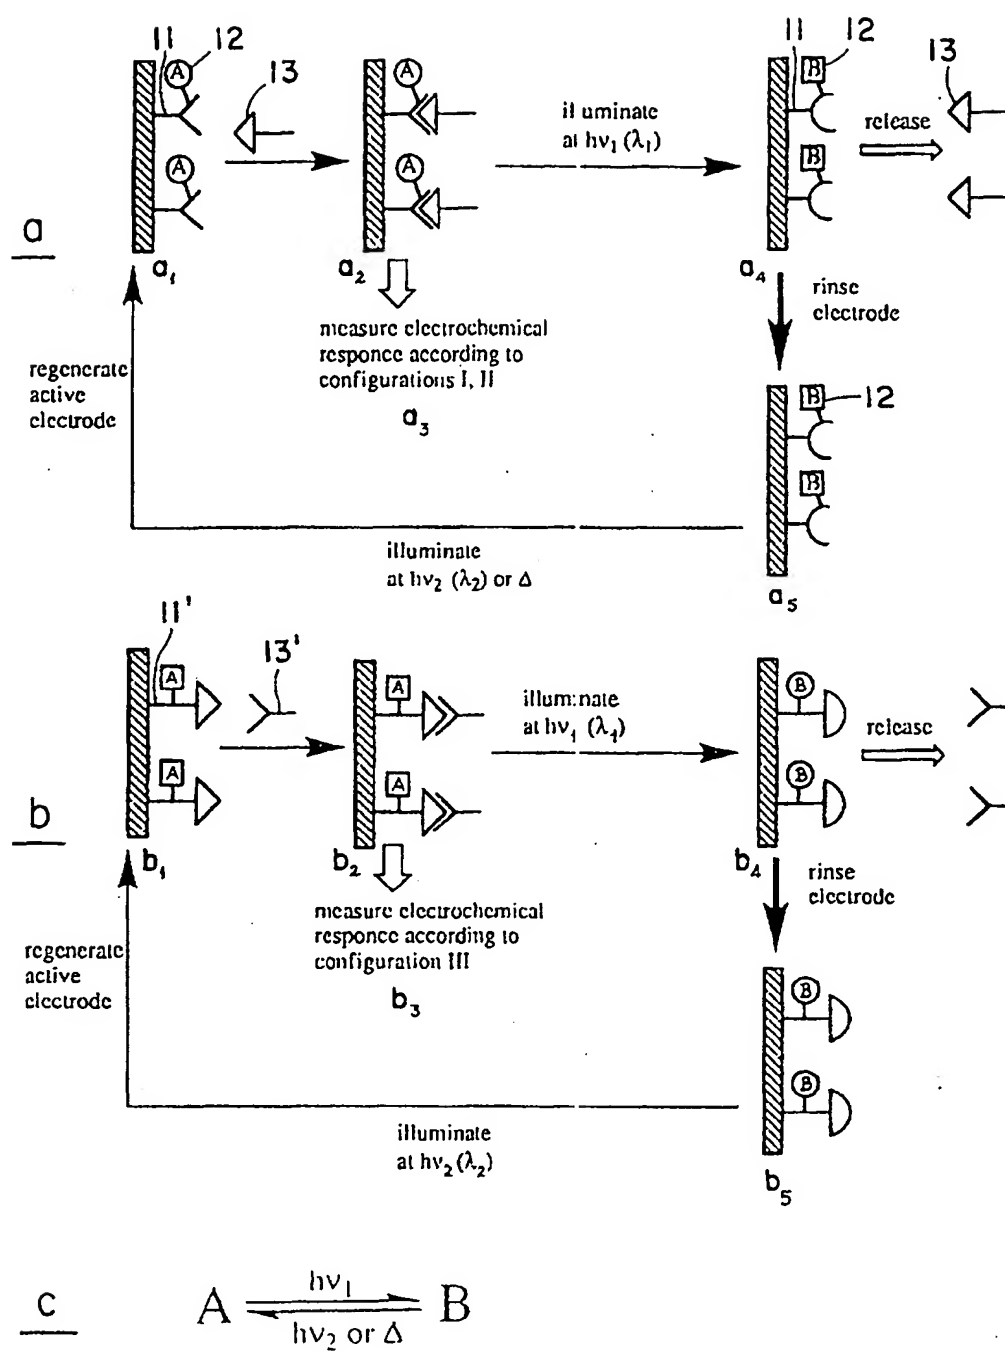 11 12
13
A
A
A
A
illuminate
at hν₁ (λ₁)
11 12
B
B
release
13
a
a₁
a₂
a₄
measure electrochemical
responce according to
configurations I, II
a₃
rinse
electrode
regenerate
active
electrode
B 12
B
illuminate
at hν₂ (λ₂) or Δ
a₅
11'
13'
A
A
A
A
illuminate
at hν₁ (λ₁)
B
B
release
b
b₁
b₂
b₄
measure electrochemical
responce according to
configuration III
b₃
rinse
electrode
regenerate
active
electrode
B
B
illuminate
at hν₂ (λ₂)
b₅
c
A hν₁ B
hν₂ or Δ